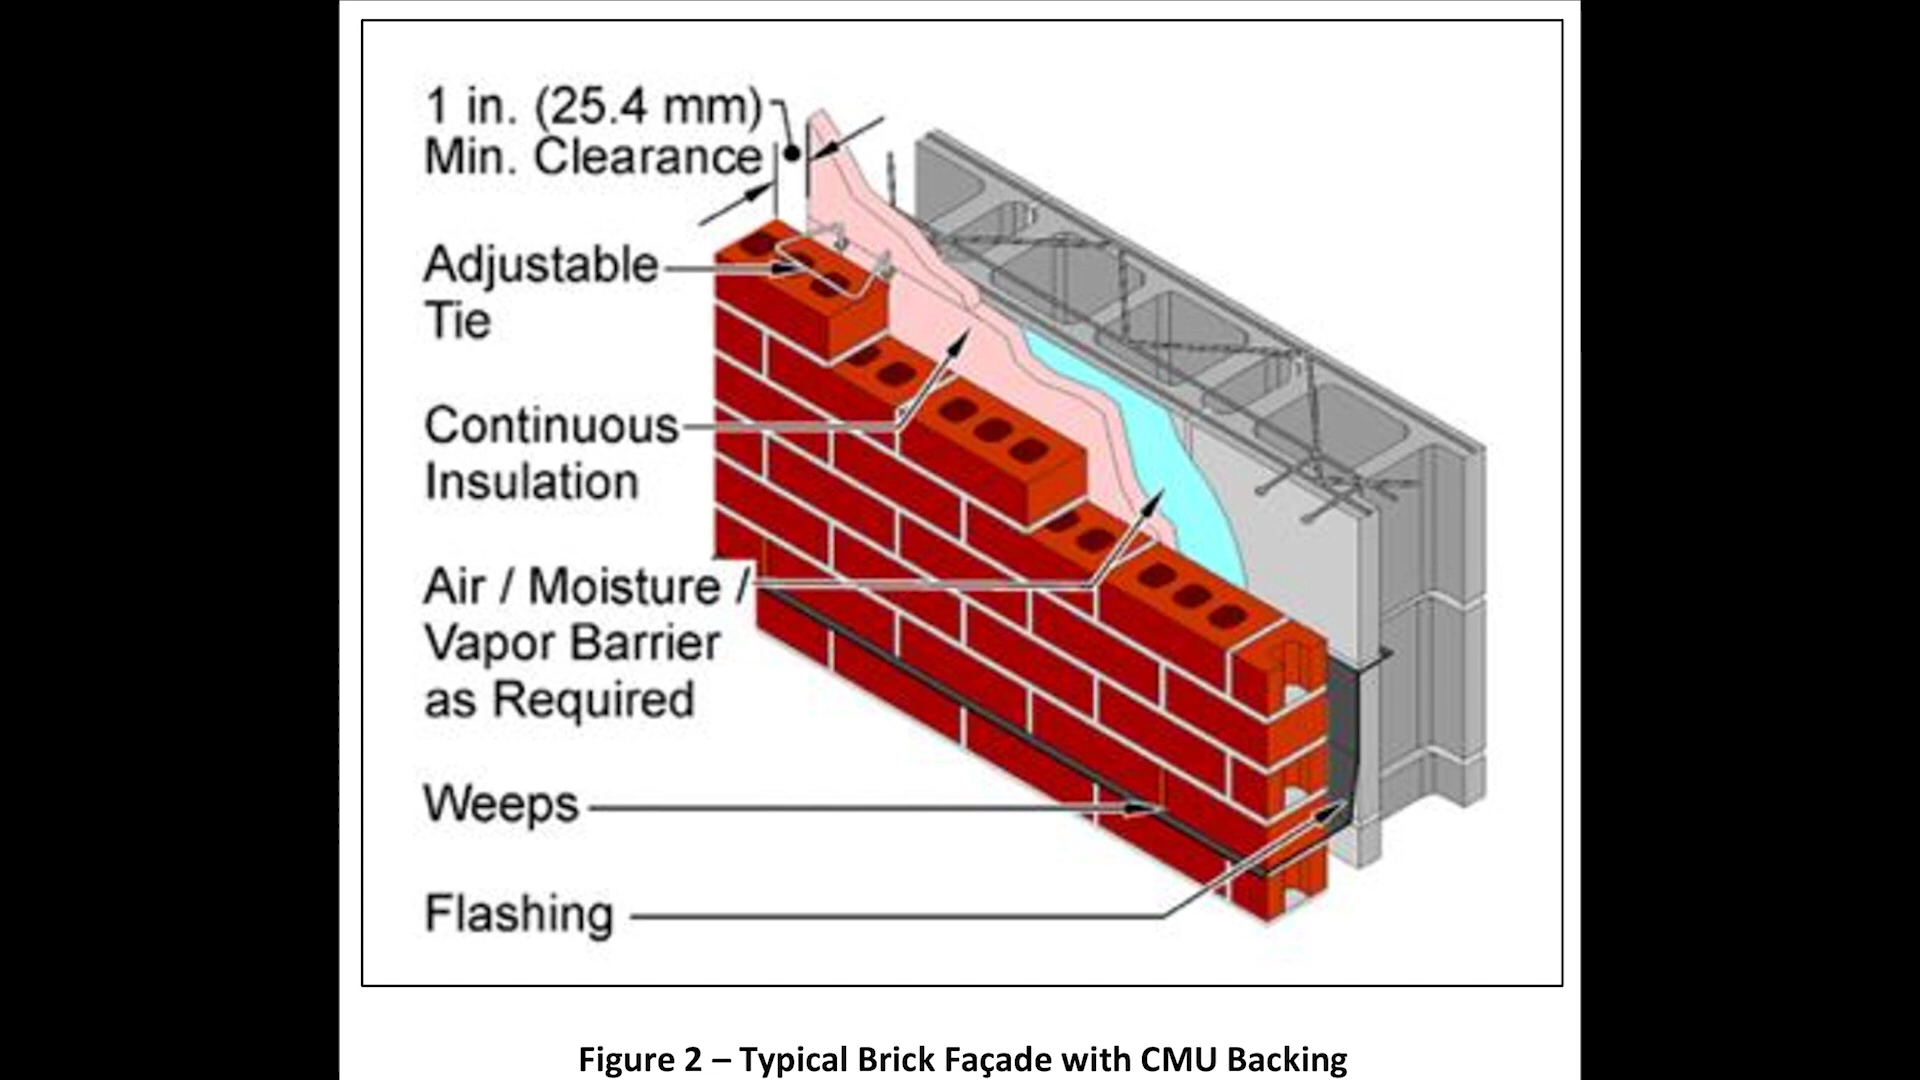 1 in. (25.4 mm)
Min. Clearance
Adjustable
Tie
Continuous
Insulation
Air / Moisture /
Vapor Barrier
as Required
Weeps
Flashing
Figure 2 – Typical Brick Façade with CMU Backing